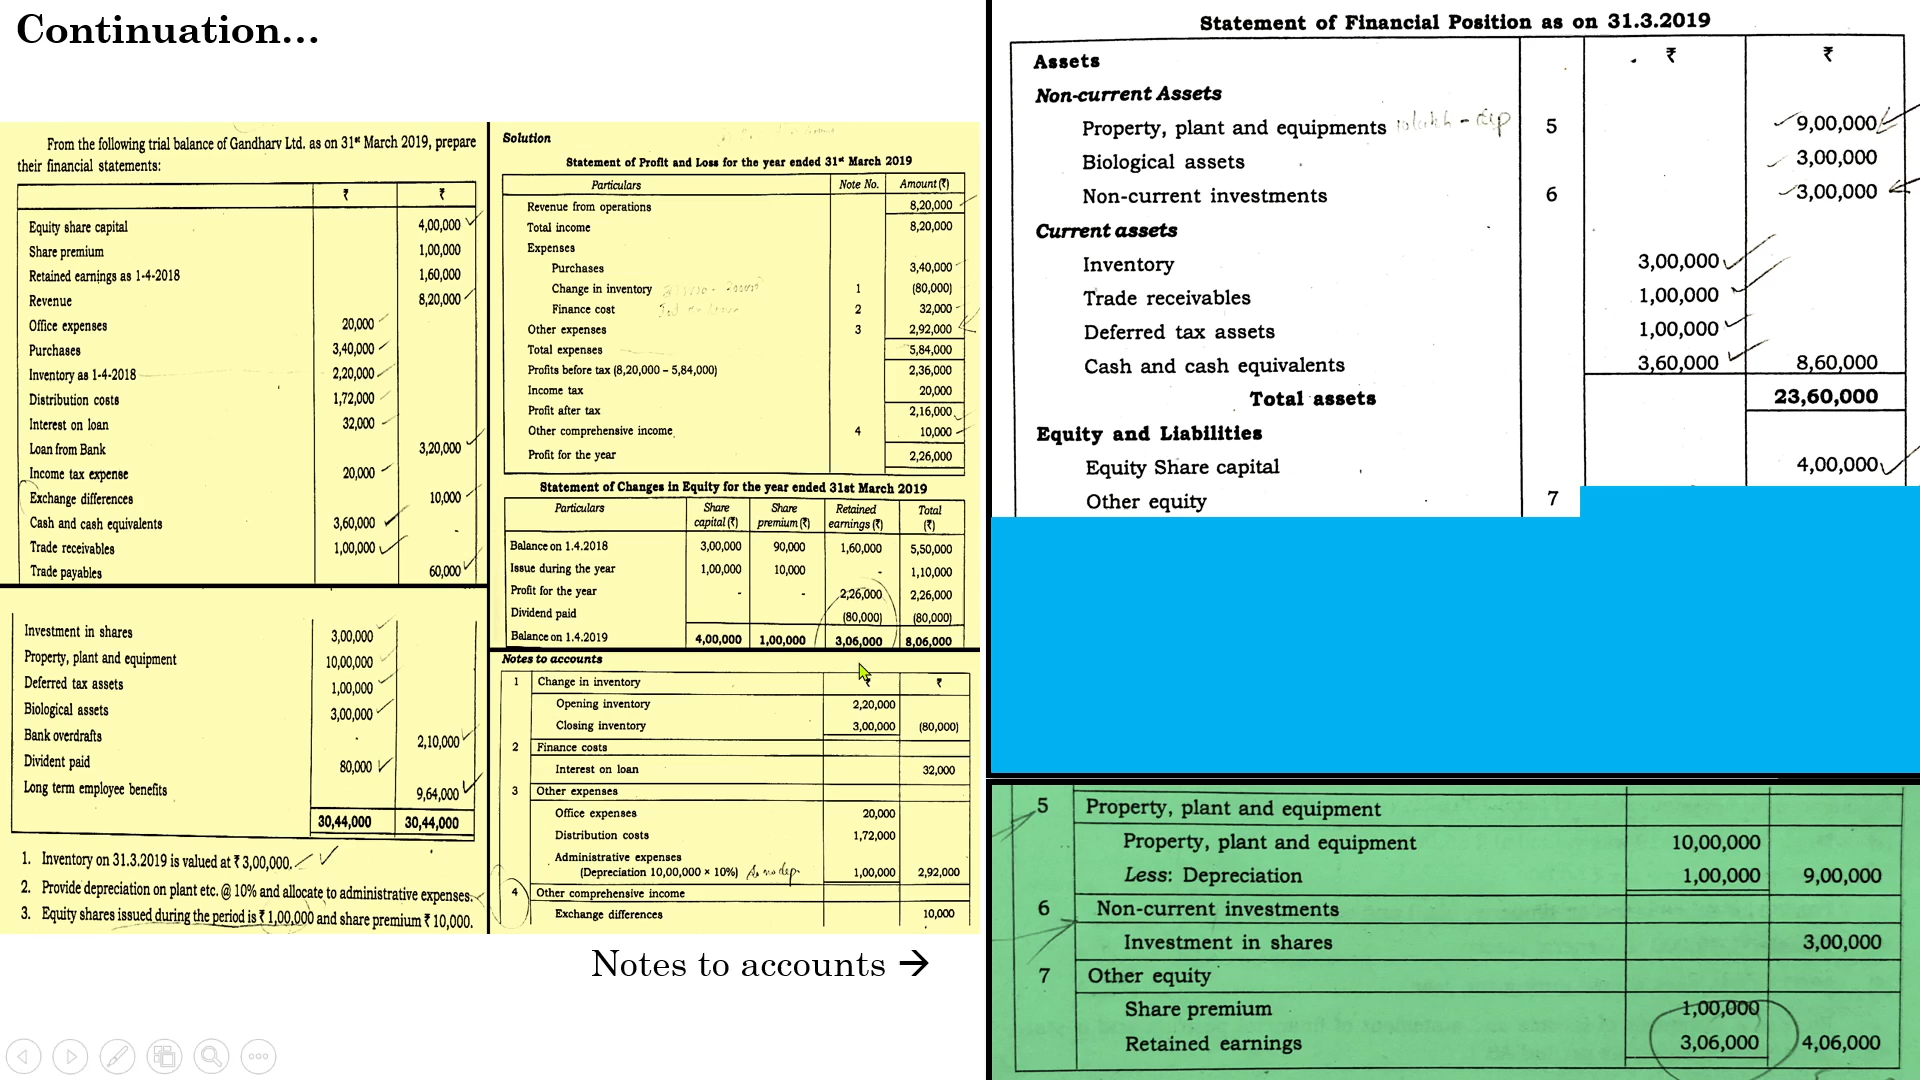 Continuation...
From the following trial balance of Gandharv Ltd. as on 31st March 2019, prepare
their financial statements:
₹ ₹
Equity share capital 4,00,000
Share premium 1,00,000
Retained earnings as 1-4-2018 1,60,000
Revenue 8,20,000
Office expenses 20,000
Purchases 3,40,000
Inventory as 1-4-2018 2,20,000
Distribution costs 1,72,000
Interest on loan 32,000
Loan from Bank 3,20,000
Income tax expense 20,000
Exchange differences 10,000
Cash and cash equivalents 3,60,000
Trade receivables 1,00,000
Trade payables 60,000
Investment in shares 3,00,000
Property, plant and equipment 10,00,000
Deferred tax assets 1,00,000
Biological assets 3,00,000
Bank overdrafts 2,10,000
Divident paid 80,000
Long term employee benefits 9,64,000
30,44,000 30,44,000
1. Inventory on 31.3.2019 is valued at ₹ 3,00,000.
2. Provide depreciation on plant etc. @ 10% and allocate to administrative expenses.
3. Equity shares issued during the period is ₹ 1,00,000 and share premium ₹ 10,000.
Solution
Statement of Profit and Loss for the year ended 31st March 2019
Particulars Note No. Amount (₹)
Revenue from operations 8,20,000
Total income 8,20,000
Expenses
Purchases 3,40,000
Change in inventory 1 (80,000)
Finance cost 2 32,000
Other expenses 3 2,92,000
Total expenses 5,84,000
Profits before tax (8,20,000 – 5,84,000) 2,36,000
Income tax 20,000
Profit after tax 2,16,000
Other comprehensive income 4 10,000
Profit for the year 2,26,000
Statement of Changes in Equity for the year ended 31st March 2019
Particulars Share Share Retained Total
capital (₹) premium (₹) earnings (₹) (₹)
Balance on 1.4.2018 3,00,000 90,000 1,60,000 5,50,000
Issue during the year 1,00,000 10,000 - 1,10,000
Profit for the year - - 2,26,000 2,26,000
Dividend paid (80,000) (80,000)
Balance on 1.4.2019 4,00,000 1,00,000 3,06,000 8,06,000
Notes to accounts
1 Change in inventory ₹ ₹
Opening inventory 2,20,000
Closing inventory 3,00,000 (80,000)
2 Finance costs
Interest on loan 32,000
3 Other expenses
Office expenses 20,000
Distribution costs 1,72,000
Administrative expenses
(Depreciation 10,00,000 × 10%) 1,00,000 2,92,000
4 Other comprehensive income
Exchange differences 10,000
Notes to accounts →
Statement of Financial Position as on 31.3.2019
Assets ₹ ₹
Non-current Assets
Property, plant and equipments 10 lakh - dep 5 9,00,000
Biological assets 3,00,000
Non-current investments 6 3,00,000
Current assets
Inventory 3,00,000
Trade receivables 1,00,000
Deferred tax assets 1,00,000
Cash and cash equivalents 3,60,000 8,60,000
Total assets 23,60,000
Equity and Liabilities
Equity Share capital 4,00,000
Other equity 7
5 Property, plant and equipment
Property, plant and equipment 10,00,000
Less: Depreciation 1,00,000 9,00,000
6 Non-current investments
Investment in shares 3,00,000
7 Other equity
Share premium 1,00,000
Retained earnings 3,06,000 4,06,000